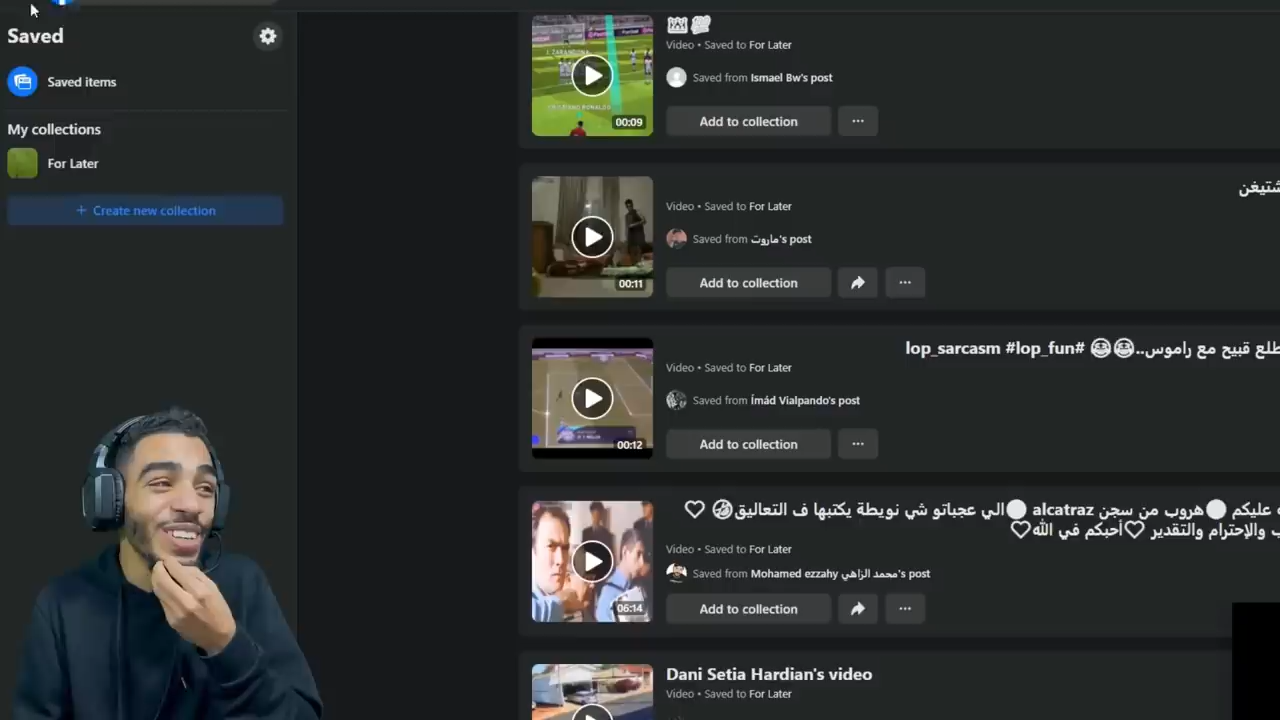 Saved
Saved items
My collections
For Later
+ Create new collection
Video • Saved to For Later
Saved from Ismael Bw's post
Add to collection
00:09
شتيغن
Video • Saved to For Later
Saved from ماروت's post
Add to collection
00:11
طلع قبيح مع راموس..😂😂 #lop_sarcasm #lop_fun
Video • Saved to For Later
Saved from Ímád Vialpando's post
Add to collection
00:12
عليكم ⚪هروب من سجن alcatraz ⚪الي عجباتو شي نويطة يكتبها ف التعاليق
والإحترام والتقدير ♡أحبكم في الله♡
Video • Saved to For Later
Saved from Mohamed ezzahy محمد الزاهي's post
Add to collection
06:14
Dani Setia Hardian's video
Video • Saved to For Later